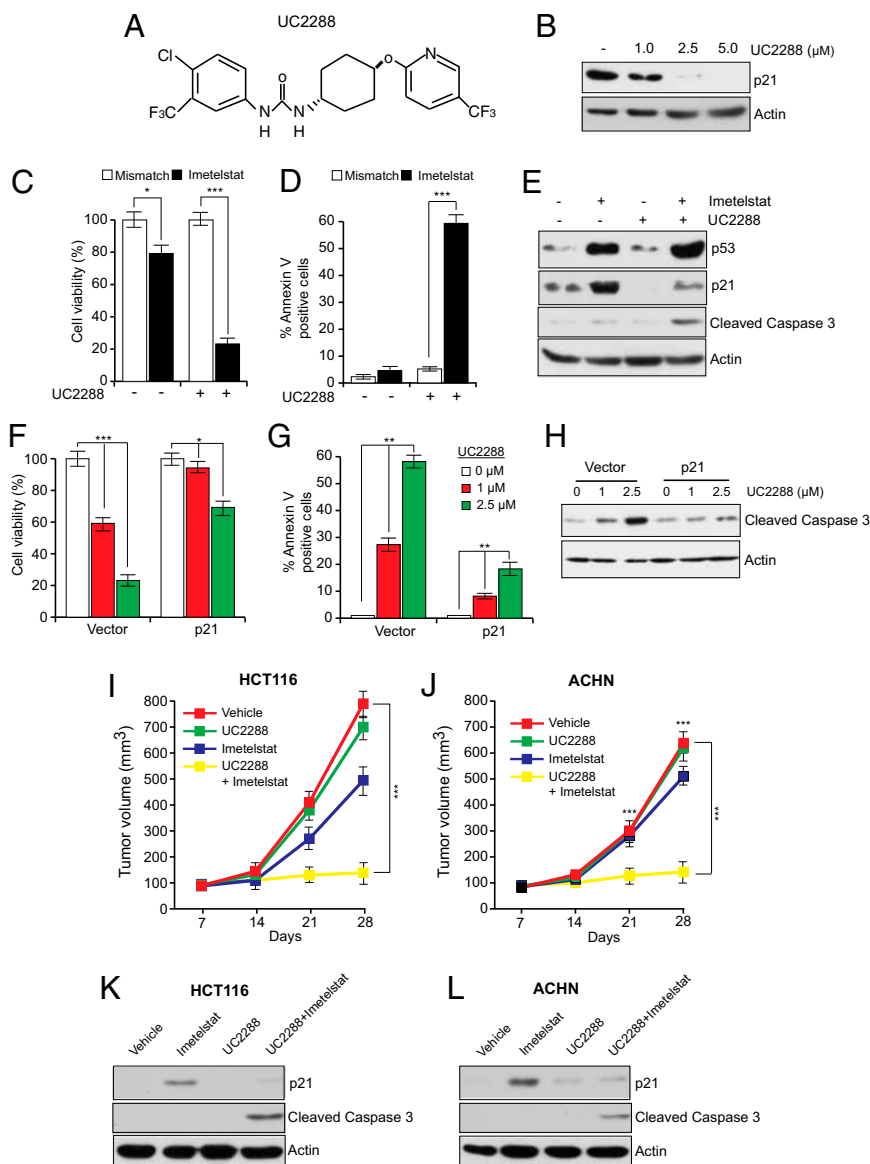 A
UC2288
Cl
F₃C
N
H
O
N
H
O
N
CF₃
B
- 1.0 2.5 5.0 UC2288 (µM)
p21
Actin
C
Mismatch Imetelstat
* ***
Cell viability (%)
100
80
60
40
20
0
UC2288 - - + +
D
Mismatch Imetelstat
***
% Annexin V
positive cells
60
50
40
30
20
10
0
UC2288 - - + +
E
- + - + Imetelstat
- - + + UC2288
p53
p21
Cleaved Caspase 3
Actin
F
*** *
Cell viability (%)
100
80
60
40
20
0
Vector p21
G
** **
% Annexin V
positive cells
60
50
40
30
20
10
0
Vector p21
UC2288
0 µM
1 µM
2.5 µM
H
Vector p21
0 1 2.5 0 1 2.5 UC2288 (µM)
Cleaved Caspase 3
Actin
I
HCT116
Vehicle
UC2288
Imetelstat
UC2288
+ Imetelstat
***
Tumor volume (mm³)
800
700
600
500
400
300
200
100
0
7 14 21 28
Days
J
ACHN
Vehicle
UC2288
Imetelstat
UC2288
+ Imetelstat
***
***
***
Tumor volume (mm³)
800
700
600
500
400
300
200
100
0
7 14 21 28
Days
K
HCT116
Vehicle
Imetelstat
UC2288
UC2288+Imetelstat
p21
Cleaved Caspase 3
Actin
L
ACHN
Vehicle
Imetelstat
UC2288
UC2288+Imetelstat
p21
Cleaved Caspase 3
Actin